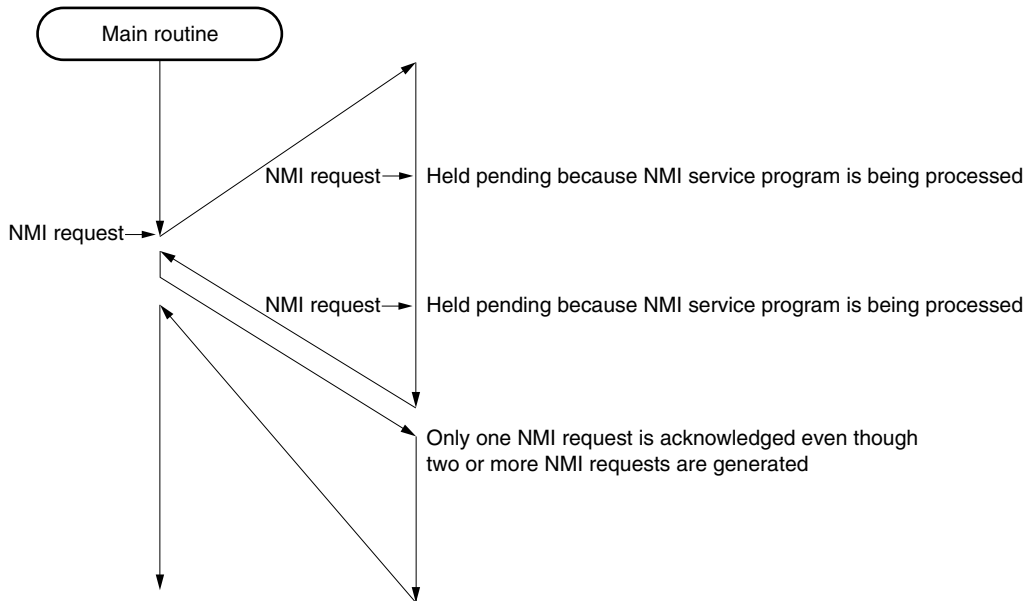 Main routine
NMI request
Held pending because NMI service program is being processed
NMI request
NMI request
Held pending because NMI service program is being processed
Only one NMI request is acknowledged even though
two or more NMI requests are generated